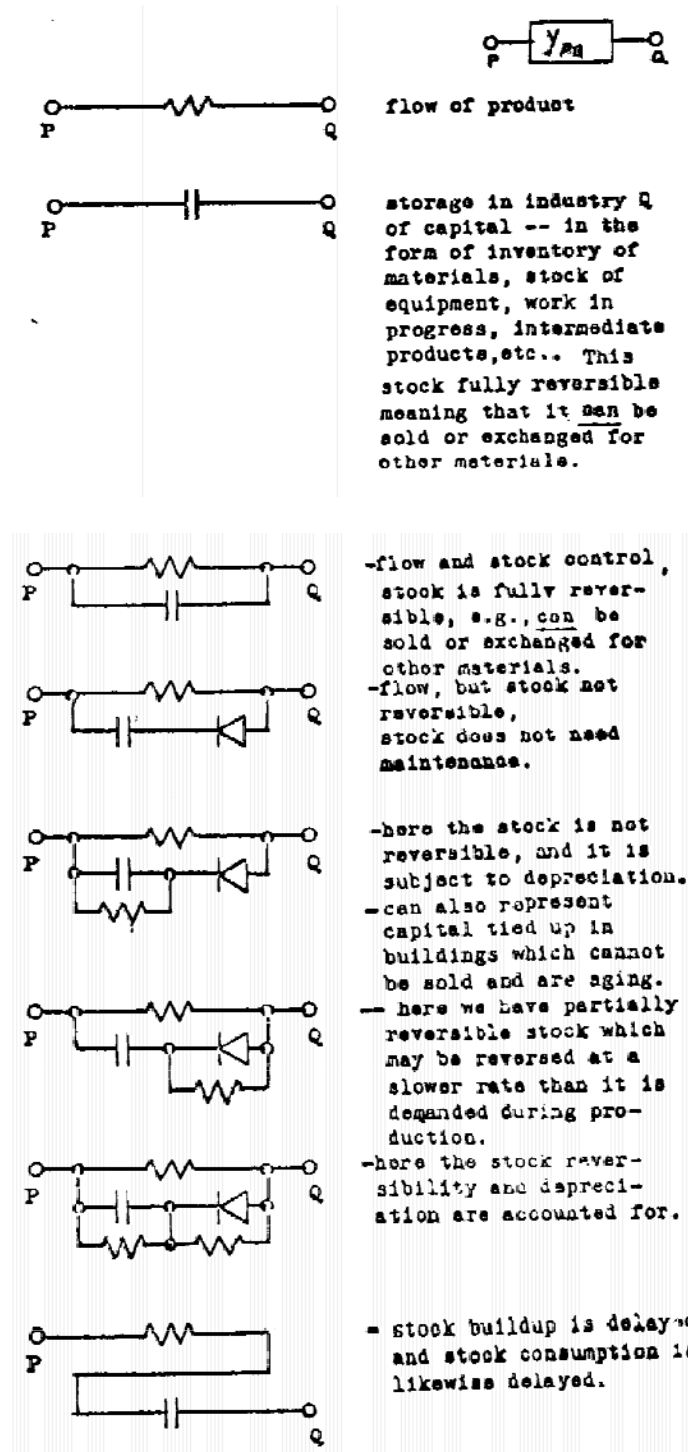 Y_PQ
P Q
flow of product
P Q
storage in industry Q
of capital -- in the
form of inventory of
materials, stock of
equipment, work in
progress, intermediate
products,etc.. This
stock fully reversible
meaning that it can be
sold or exchanged for
other materials.
P Q
-flow and stock control,
stock is fully rever-
sible, e.g., can be
sold or exchanged for
other materials.
P Q
-flow, but stock not
reversible,
stock does not need
maintenance.
P Q
-here the stock is not
reversible, and it is
subject to depreciation.
-can also represent
capital tied up in
buildings which cannot
be sold and are aging.
P Q
-- here we have partially
reversible stock which
may be reversed at a
slower rate than it is
demanded during pro-
duction.
P Q
-here the stock rever-
sibility and depreci-
ation are accounted for.
P
- stock buildup is delaye
and stock consumption i
likewise delayed.
Q